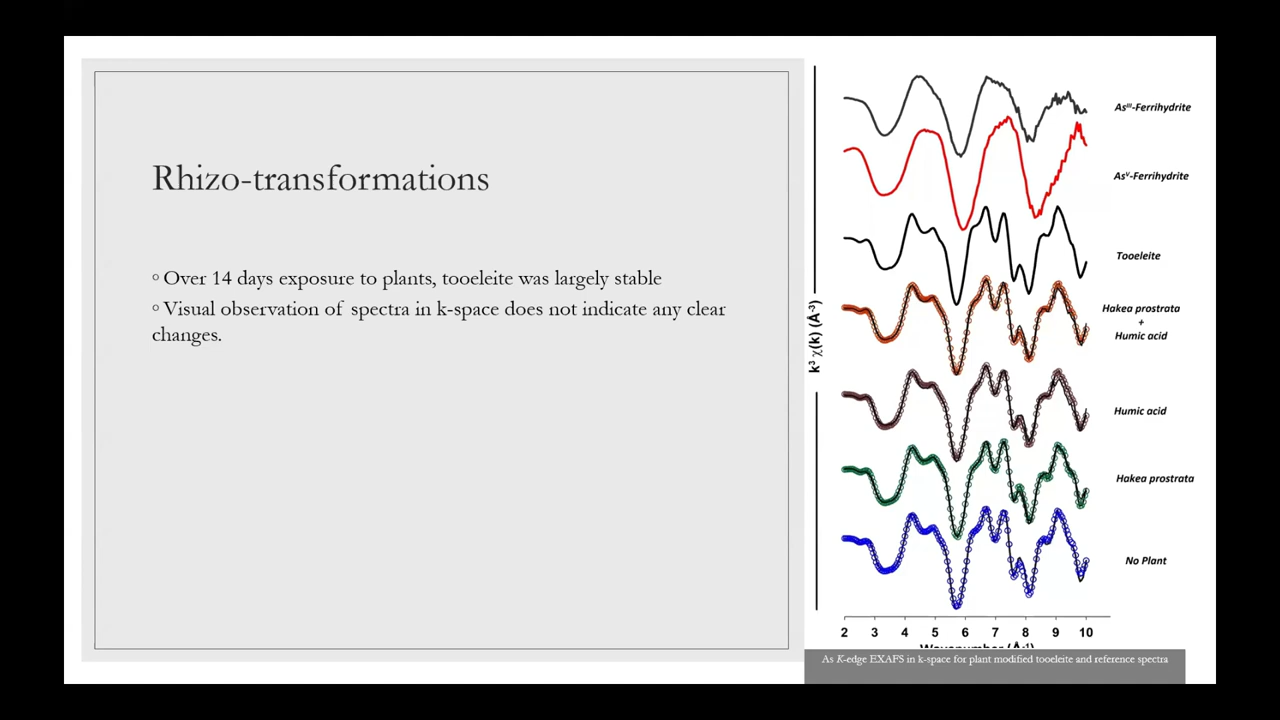 Rhizo-transformations
◦ Over 14 days exposure to plants, tooeleite was largely stable
◦ Visual observation of spectra in k-space does not indicate any clear
changes.
k³ χ(k) (Å⁻³)
Asᴵᴵᴵ-Ferrihydrite
Asⱽ-Ferrihydrite
Tooeleite
Hakea prostrata
+
Humic acid
Humic acid
Hakea prostrata
No Plant
2 3 4 5 6 7 8 9 10
Wavenumber (Å⁻¹)
As K-edge EXAFS in k-space for plant modified tooeleite and reference spectra